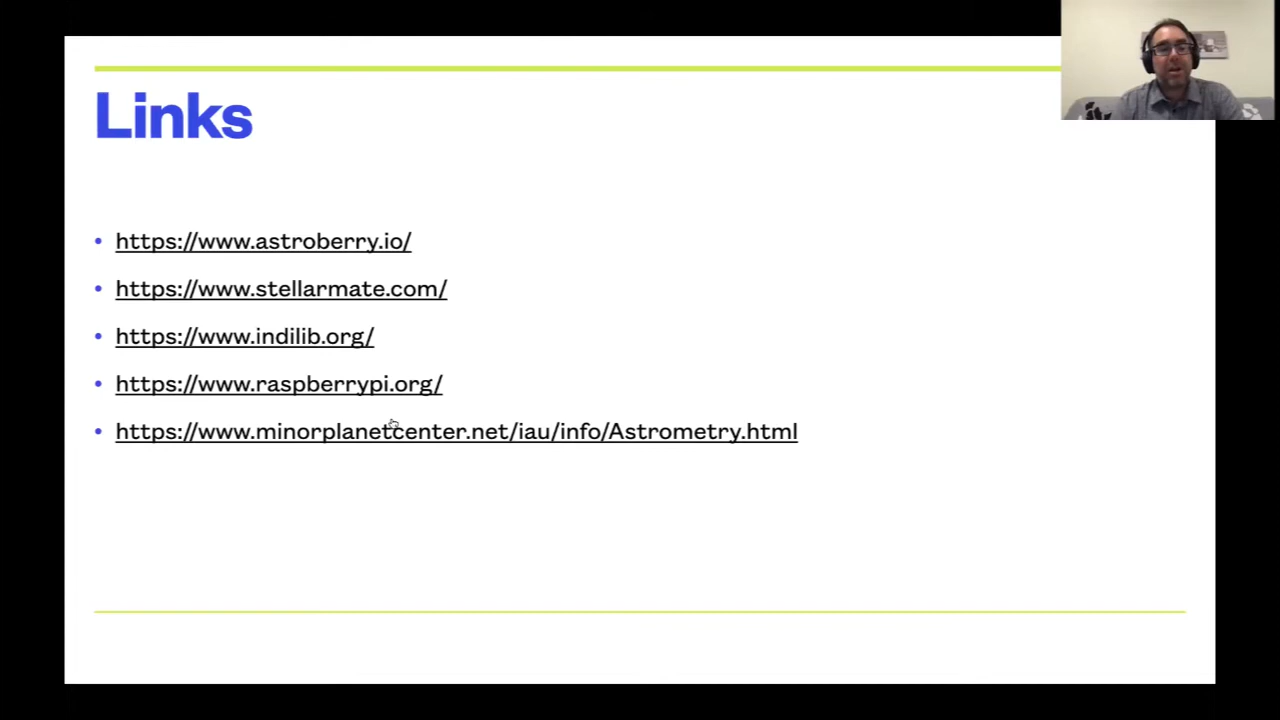 Links
• https://www.astroberry.io/
• https://www.stellarmate.com/
• https://www.indilib.org/
• https://www.raspberrypi.org/
• https://www.minorplanetcenter.net/iau/info/Astrometry.html